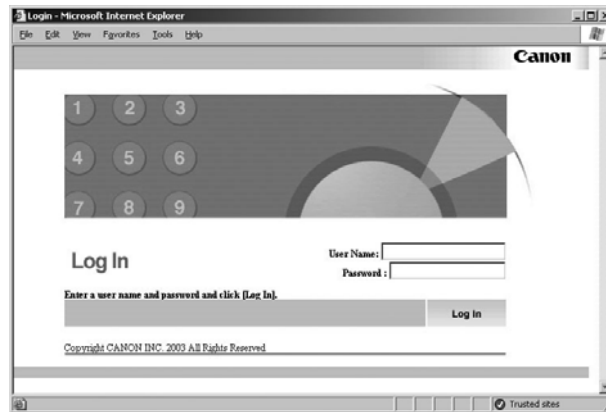 Login - Microsoft Internet Explorer
File Edit View Favorites Tools Help
Canon
1 2 3
4 5 6
7 8 9
Log In
User Name:
Password :
Enter a user name and password and click [Log In].
Log In
Copyright CANON INC. 2003 All Rights Reserved
Trusted sites